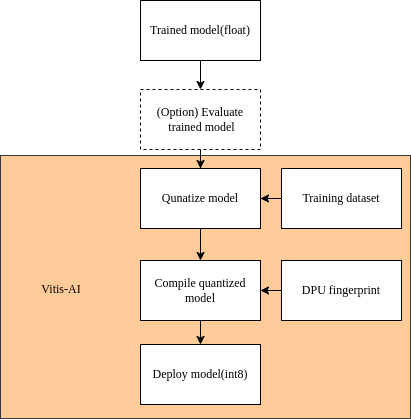 Trained model(float)
(Option) Evaluate
trained model
Qunatize model
Training dataset
Vitis-AI
Compile quantized
model
DPU fingerprint
Deploy model(int8)